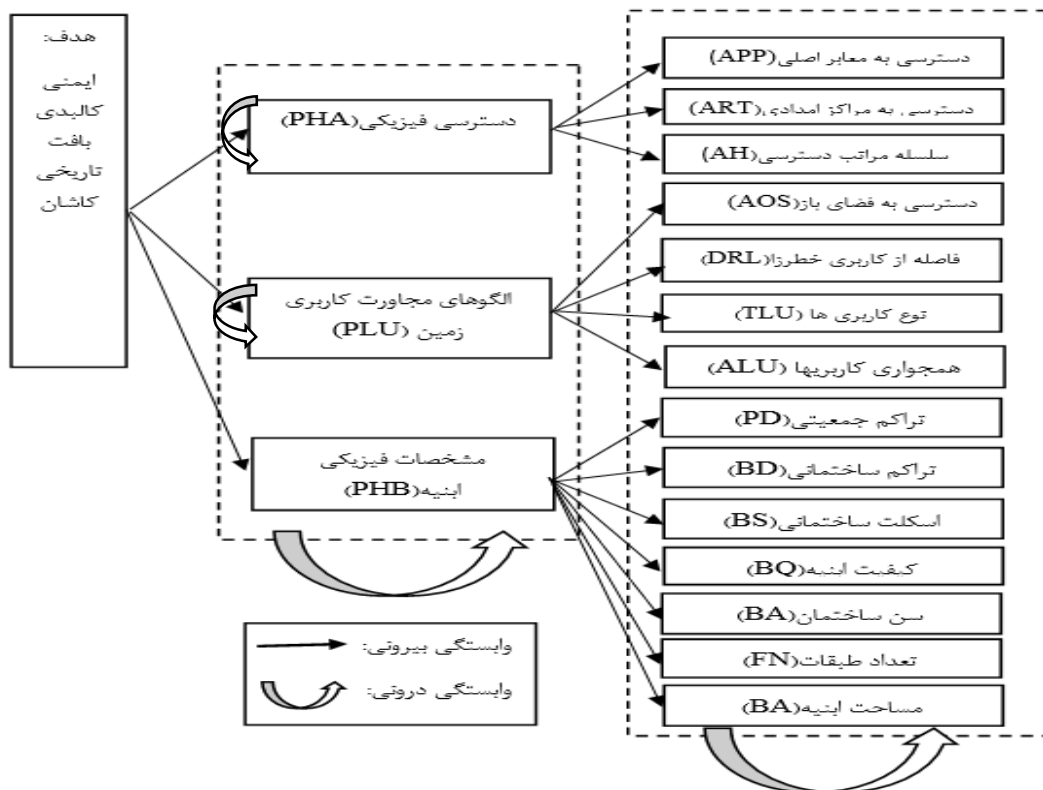 هدف:
ایمنی
کالبدی
بافت
تاریخی
کاشان
دسترسی فیزیکی(PHA)
الگوهای مجاورت کاربری
زمین (PLU)
مشخصات فیزیکی
ابنیه(PHB)
دسترسی به معابر اصلی(APP)
دسترسی به مراکز امدادی(ART)
سلسله مراتب دسترسی(AH)
دسترسی به فضای باز(AOS)
فاصله از کاربری خطرزا(DRL)
نوع کاربری ها (TLU)
همجواری کاربریها (ALU)
تراکم جمعیتی(PD)
تراکم ساختمانی(BD)
اسکلت ساختمانی(BS)
کیفیت ابنیه(BQ)
سن ساختمان(BA)
تعداد طبقات(FN)
مساحت ابنیه(BA)
وابستگی بیرونی:
وابستگی درونی: